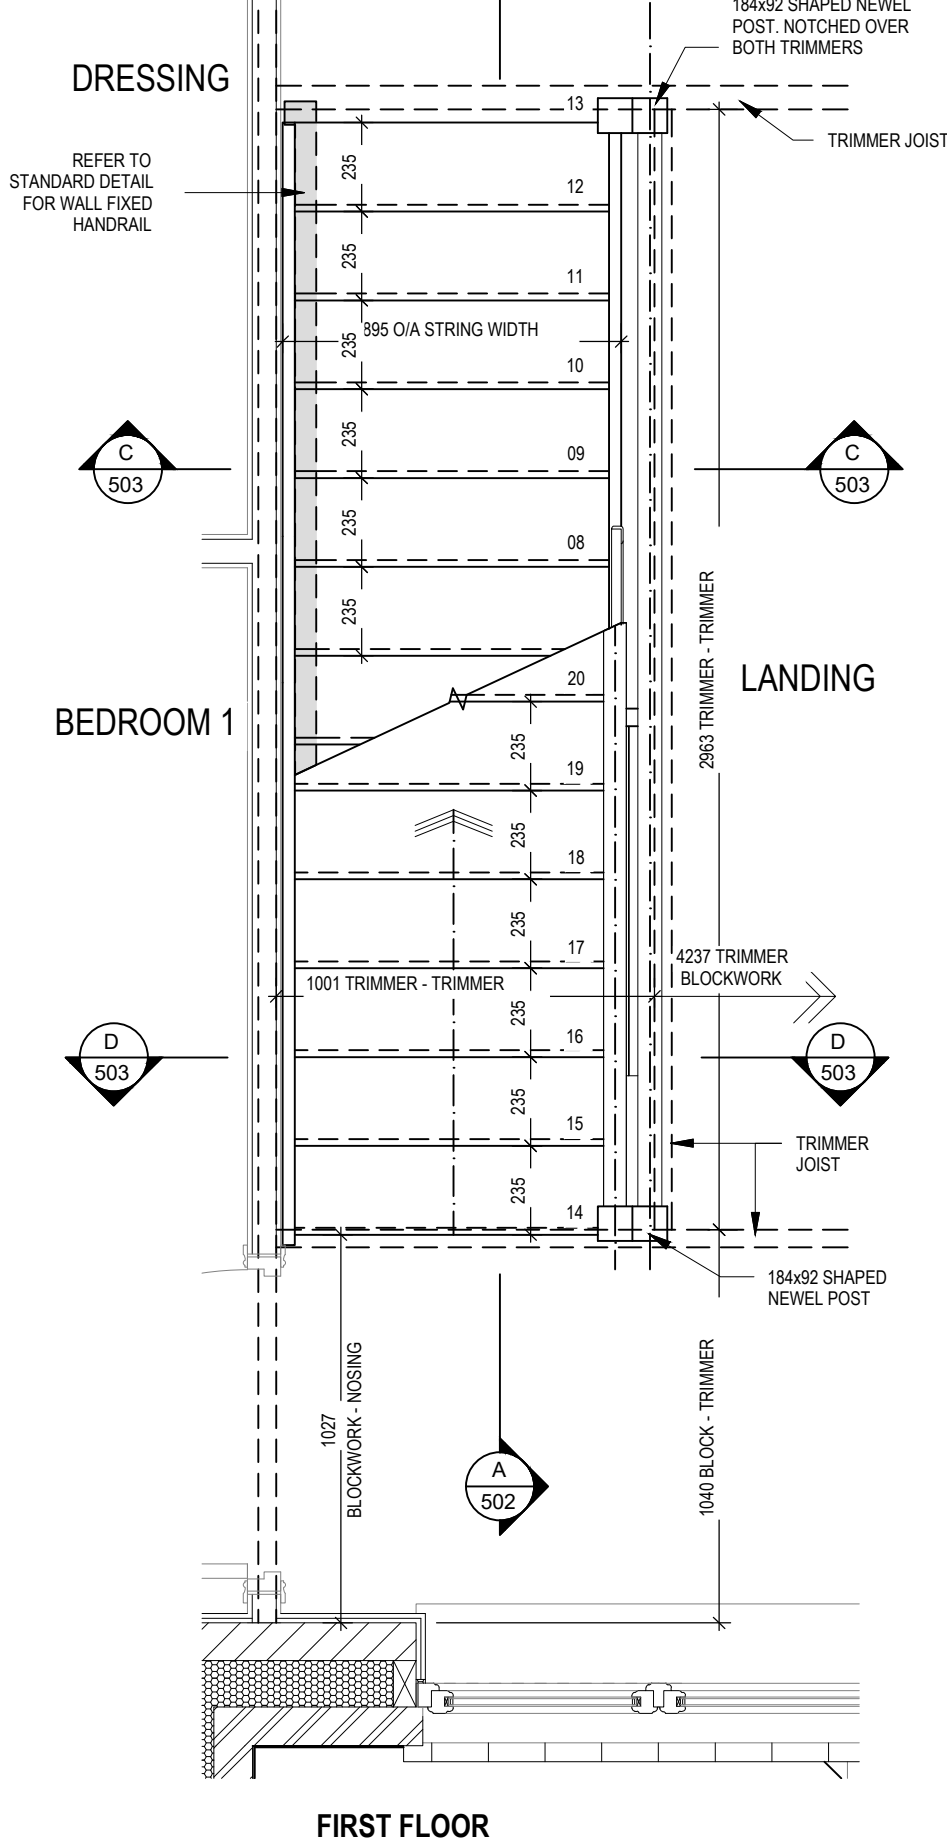 184x92 SHAPED NEWEL
POST. NOTCHED OVER
BOTH TRIMMERS
DRESSING
13
TRIMMER JOIST
REFER TO
STANDARD DETAIL
FOR WALL FIXED
HANDRAIL
235
12
235
11
895 O/A STRING WIDTH
235
10
235
09
C
503
C
503
235
08
235
2963 TRIMMER - TRIMMER
LANDING
BEDROOM 1
20
235
19
235
18
235
17
4237 TRIMMER
BLOCKWORK
1001 TRIMMER - TRIMMER
235
16
D
503
D
503
235
15
TRIMMER
JOIST
235
14
184x92 SHAPED
NEWEL POST
1027
BLOCKWORK - NOSING
1040 BLOCK - TRIMMER
A
502
FIRST FLOOR